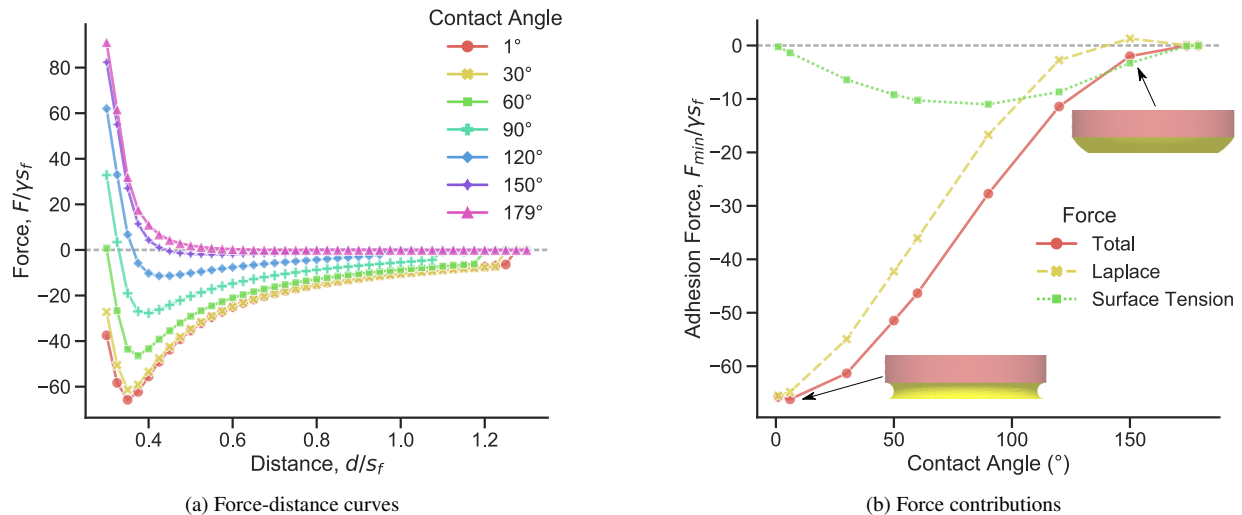 Contact Angle
1°
30°
60°
90°
120°
150°
179°
80
60
40
20
0
−20
−40
−60
Force, F/γs_f
0.4
0.6
0.8
1.0
1.2
Distance, d/s_f
(a) Force-distance curves
0
−10
−20
−30
−40
−50
−60
Adhesion Force, F_min/γs_f
Force
Total
Laplace
Surface Tension
0
50
100
150
Contact Angle (°)
(b) Force contributions